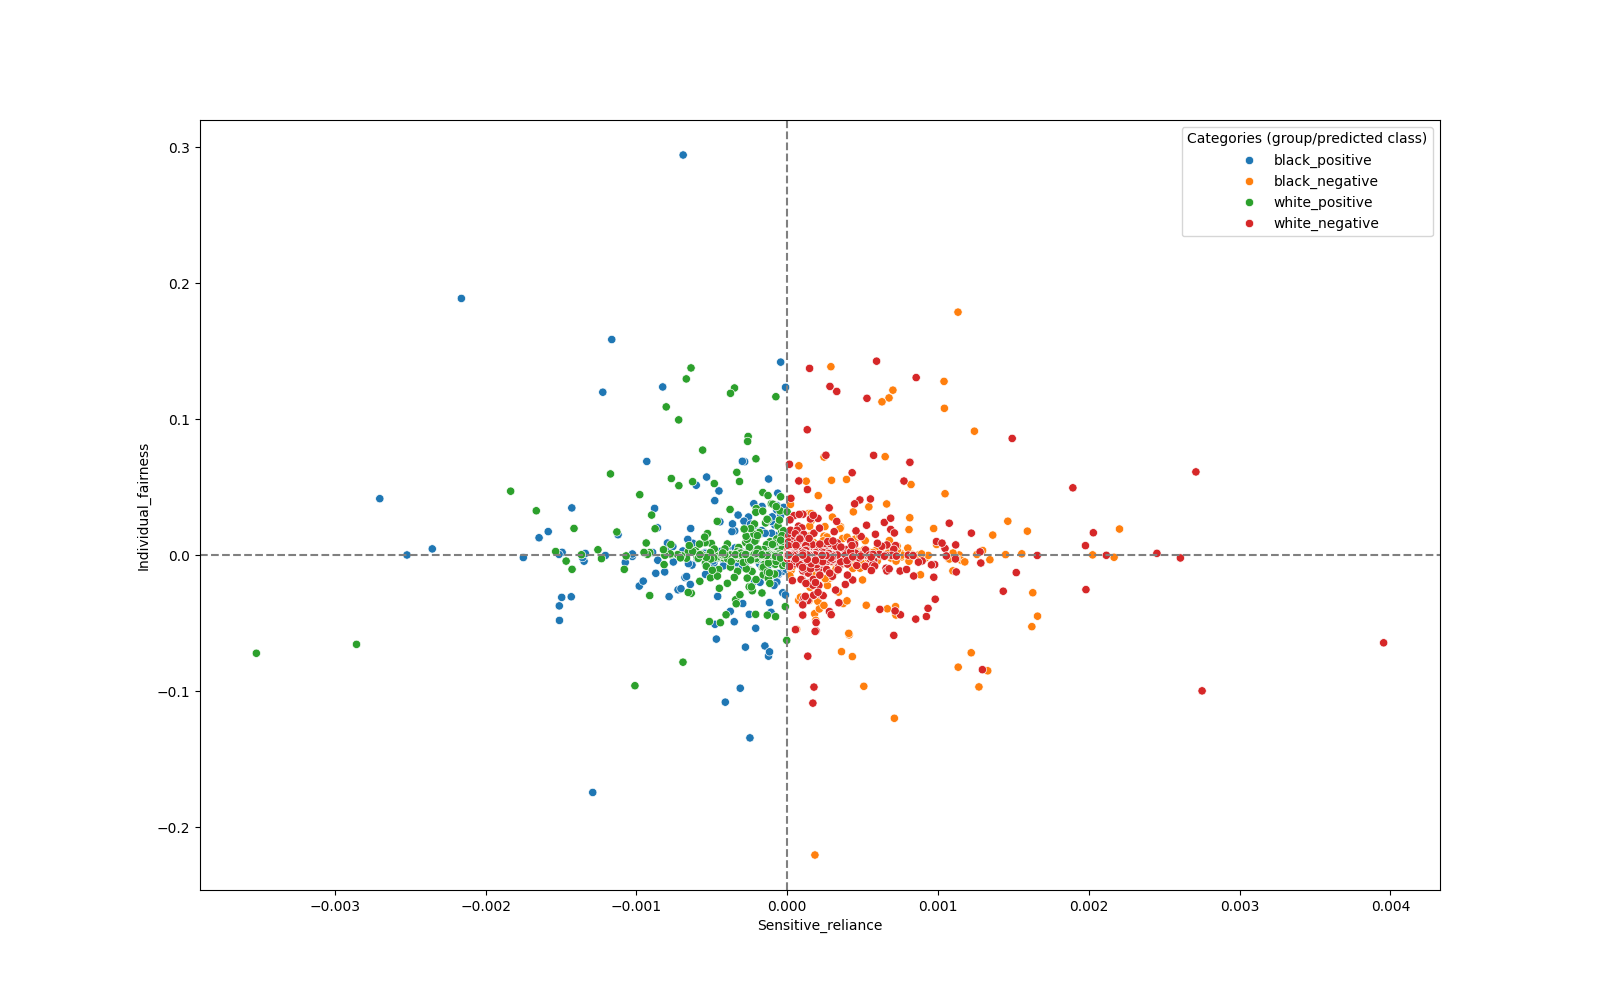 Categories (group/predicted class)
black_positive
black_negative
white_positive
white_negative
Individual_fairness
0.3
0.2
0.1
0.0
−0.1
−0.2
−0.003
−0.002
−0.001
0.000
0.001
0.002
0.003
0.004
Sensitive_reliance